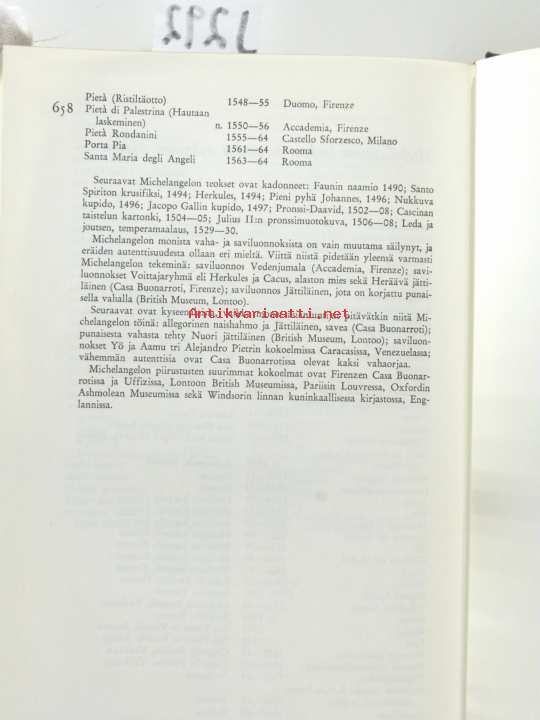 J292
658
Pietà (Ristiltäotto) 1548—55 Duomo, Firenze
Pietà di Palestrina (Hautaan
laskeminen) n. 1550—56 Accademia, Firenze
Pietà Rondanini 1555—64 Castello Sforzesco, Milano
Porta Pia 1561—64 Rooma
Santa Maria degli Angeli 1563—64 Rooma
Seuraavat Michelangelon teokset ovat kadonneet: Faunin naamio 1490; Santo
Spiriton krusifiksi, 1494; Herkules, 1494; Pieni pyhä Johannes, 1496; Nukkuva
kupido, 1496; Jacopo Gallin kupido, 1497; Pronssi-Daavid, 1502—08; Cascinan
taistelun kartonki, 1504—05; Julius II:n pronssimuotokuva, 1506—08; Leda ja
joutsen, temperamaalaus, 1529—30.
Michelangelon monista vaha- ja saviluonnoksista on vain muutama säilynyt, ja
eräiden autenttisuudesta ollaan eri mieltä. Viittä niistä pidetään yleemä varmasti
Michelangelon tekeminä: saviluonnos Vedenjumala (Accademia, Firenze); savi-
luonnokset Voittajaryhmä eli Herkules ja Cacus, alaston mies sekä Heräävä jätti-
läinen (Casa Buonarroti, Firenze); saviluonnos Jättiläinen, jota on korjattu punai-
sella vahalla (British Museum, Lontoo).
Seuraavat ovat pitävätkin niitä Mi-
chelangelon töinä: allegorinen naishahmo ja Jättiläinen, savea (Casa Buonarroti);
punaisesta vahasta tehty Nuori jättiläinen (British Museum, Lontoo); saviluon-
nokset Yö ja Aamu tri Alejandro Pietrin kokoelmissa Caracasissa, Venezuelassa;
vähemmän autenttisia ovat Casa Buonarrotissa olevat kaksi vahaorjaa.
Michelangelon piirustusten suurimmat kokoelmat ovat Firenzen Casa Buonar-
rotissa ja Uffizissa, Lontoon British Museumissa, Pariisin Louvressa, Oxfordin
Ashmolean Museumissa sekä Windsorin linnan kuninkaallisessa kirjastossa, Eng-
lannissa.
Antikvariaatti.net